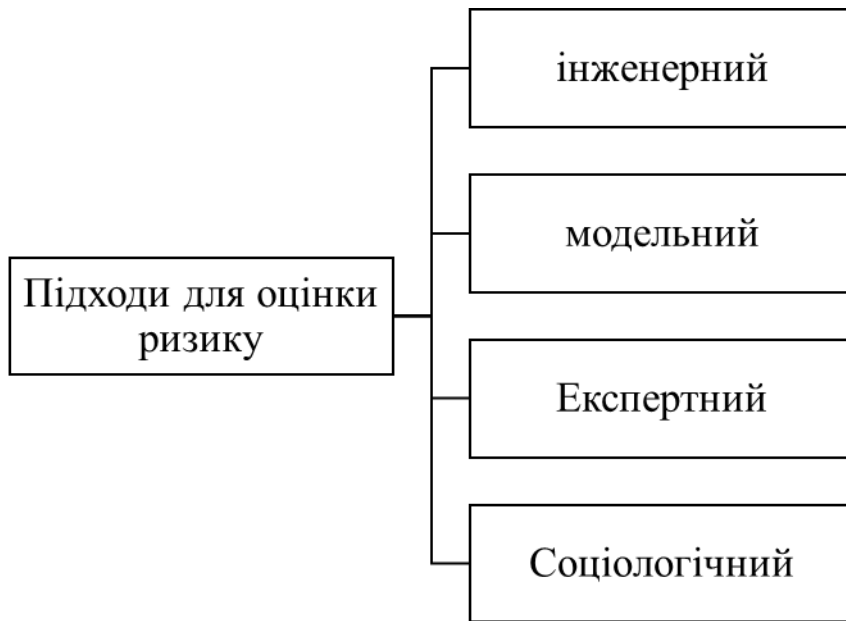 Підходи для оцінки
ризику
інженерний
модельний
Експертний
Соціологічний